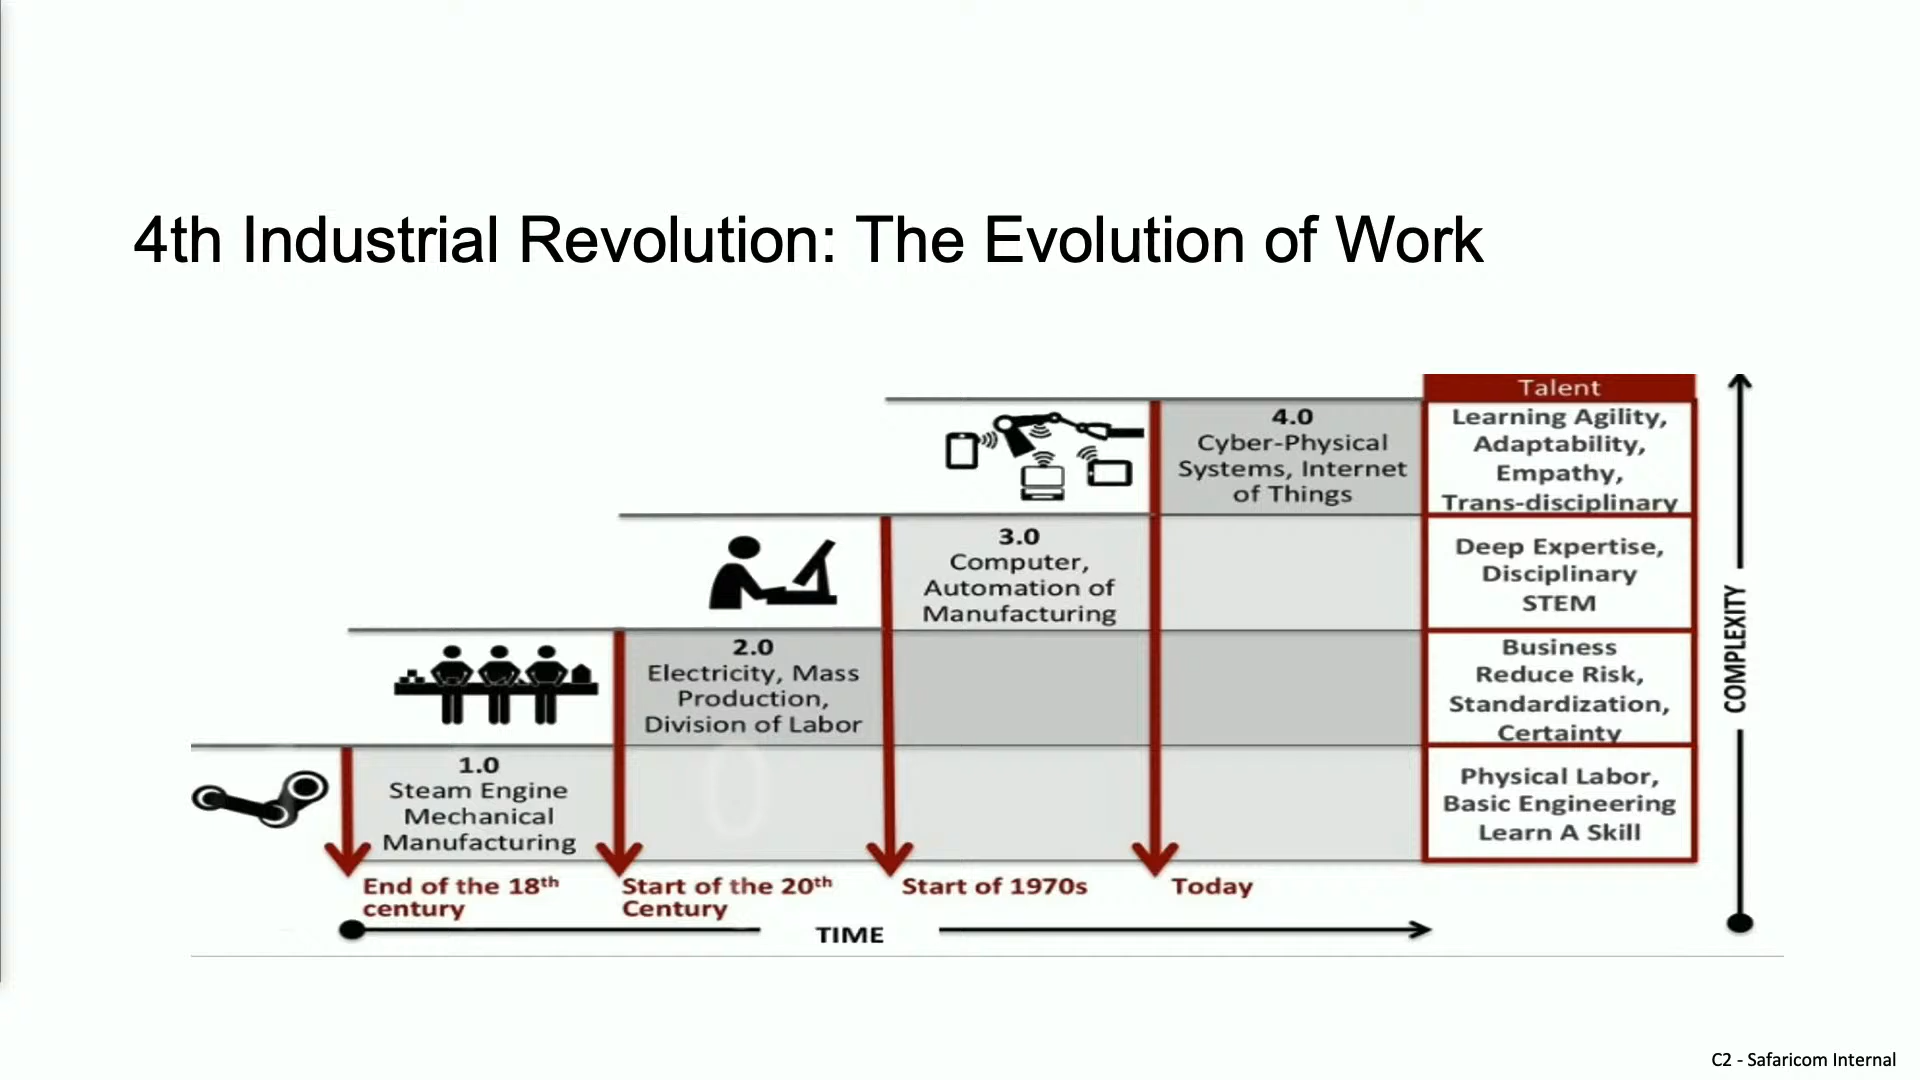 4th Industrial Revolution: The Evolution of Work
Talent
4.0
Cyber-Physical
Systems, Internet
of Things
Learning Agility,
Adaptability,
Empathy,
Trans-disciplinary
3.0
Computer,
Automation of
Manufacturing
Deep Expertise,
Disciplinary
STEM
2.0
Electricity, Mass
Production,
Division of Labor
Business
Reduce Risk,
Standardization,
Certainty
1.0
Steam Engine
Mechanical
Manufacturing
Physical Labor,
Basic Engineering
Learn A Skill
COMPLEXITY
End of the 18th
century
Start of the 20th
Century
Start of 1970s
Today
TIME
C2 - Safaricom Internal